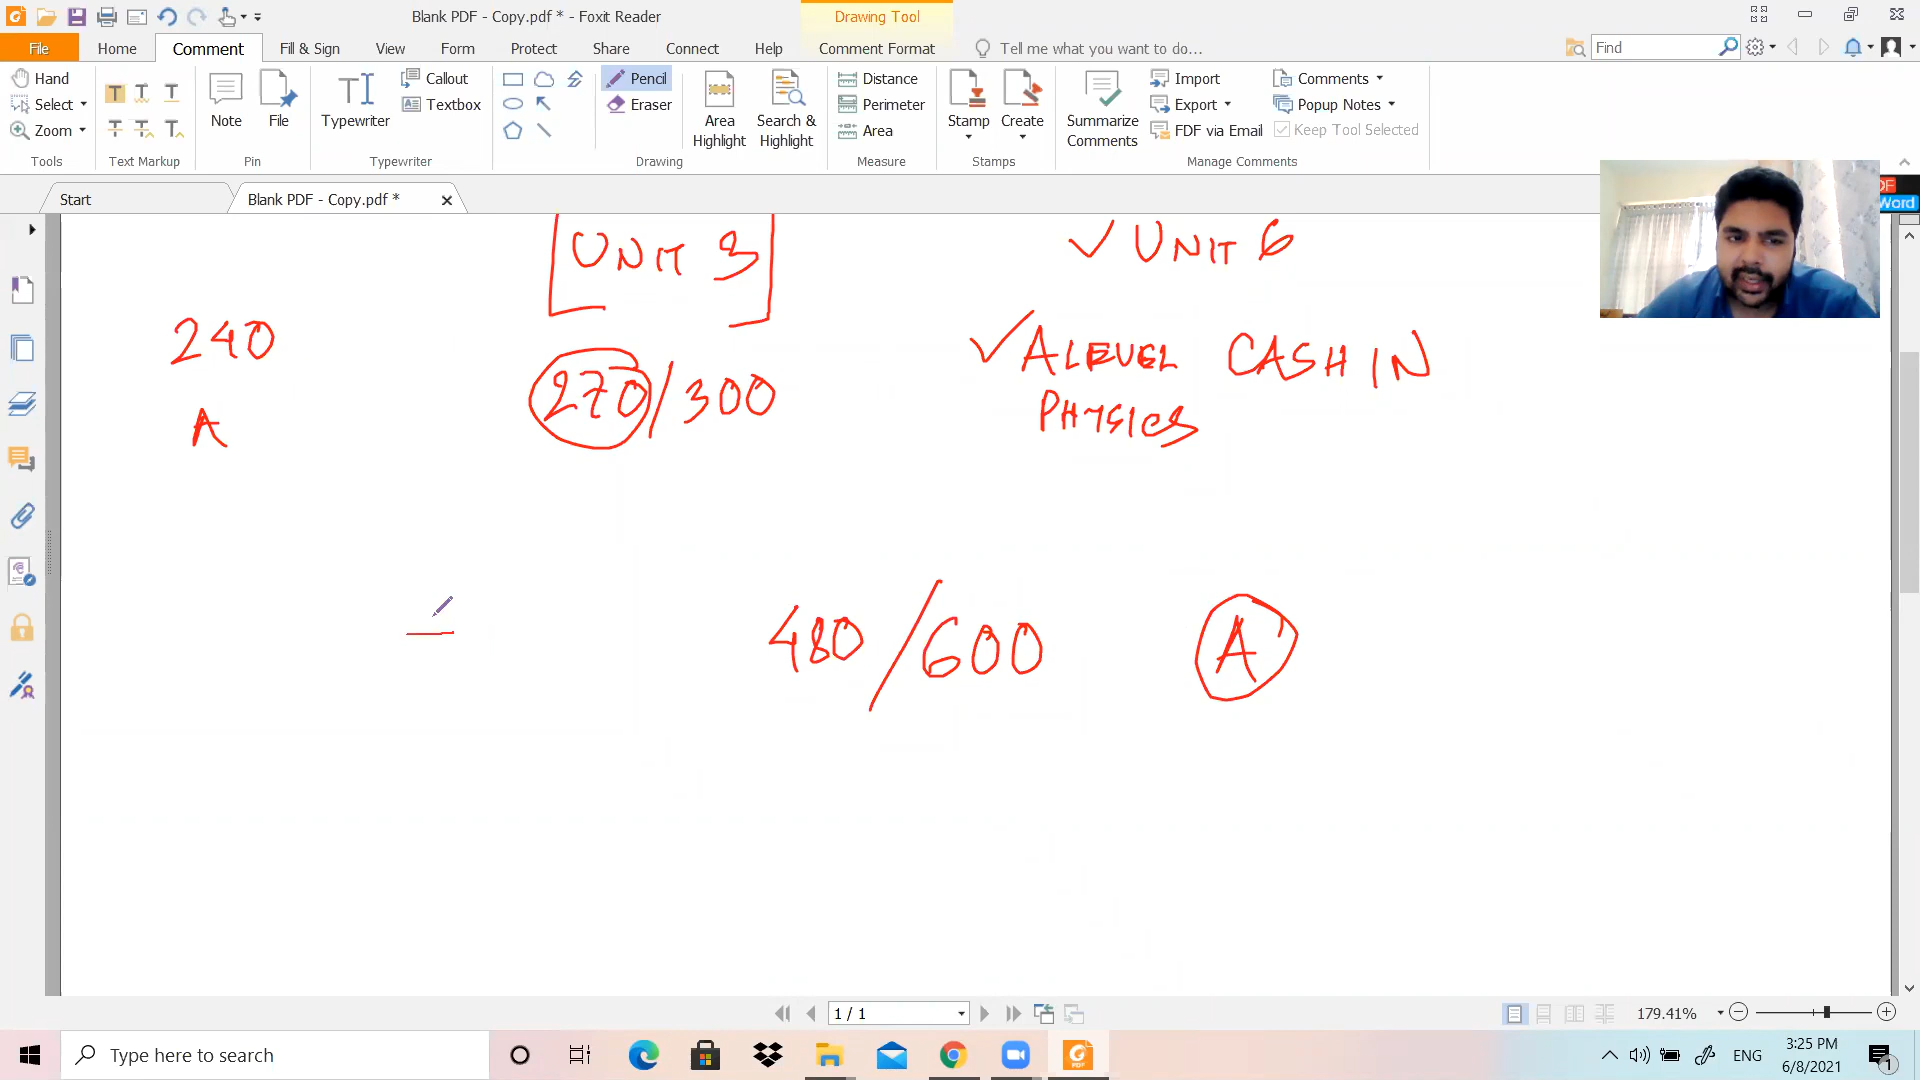 Blank PDF - Copy.pdf * - Foxit Reader
Drawing Tool
File Home Comment Fill & Sign View Form Protect Share Connect Help Comment Format Tell me what you want to do... Find
Hand
Select
Zoom
Tools
Text Markup
Note
File
Pin
Typewriter
Callout
Textbox
Typewriter
Pencil
Eraser
Area Highlight
Search & Highlight
Drawing
Distance
Perimeter
Area
Measure
Stamp
Create
Stamps
Summarize Comments
Import
Export
FDF via Email
Comments
Popup Notes
Keep Tool Selected
Manage Comments
Start
Blank PDF - Copy.pdf *
Word
UNIT 3
UNIT 6
240
A LEVEL CASH IN
270/300
PHYSICS
A
480/600
A
1 / 1
179.41%
Type here to search
ENG
3:25 PM
6/8/2021
1